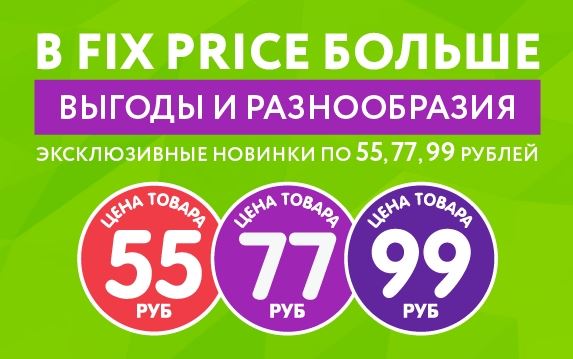 В FIX PRICE БОЛЬШЕ
ВЫГОДЫ И РАЗНООБРАЗИЯ
ЭКСКЛЮЗИВНЫЕ НОВИНКИ ПО 55, 77, 99 РУБЛЕЙ
ЦЕНА ТОВАРА
55
РУБ
ЦЕНА ТОВАРА
77
РУБ
ЦЕНА ТОВАРА
99
РУБ